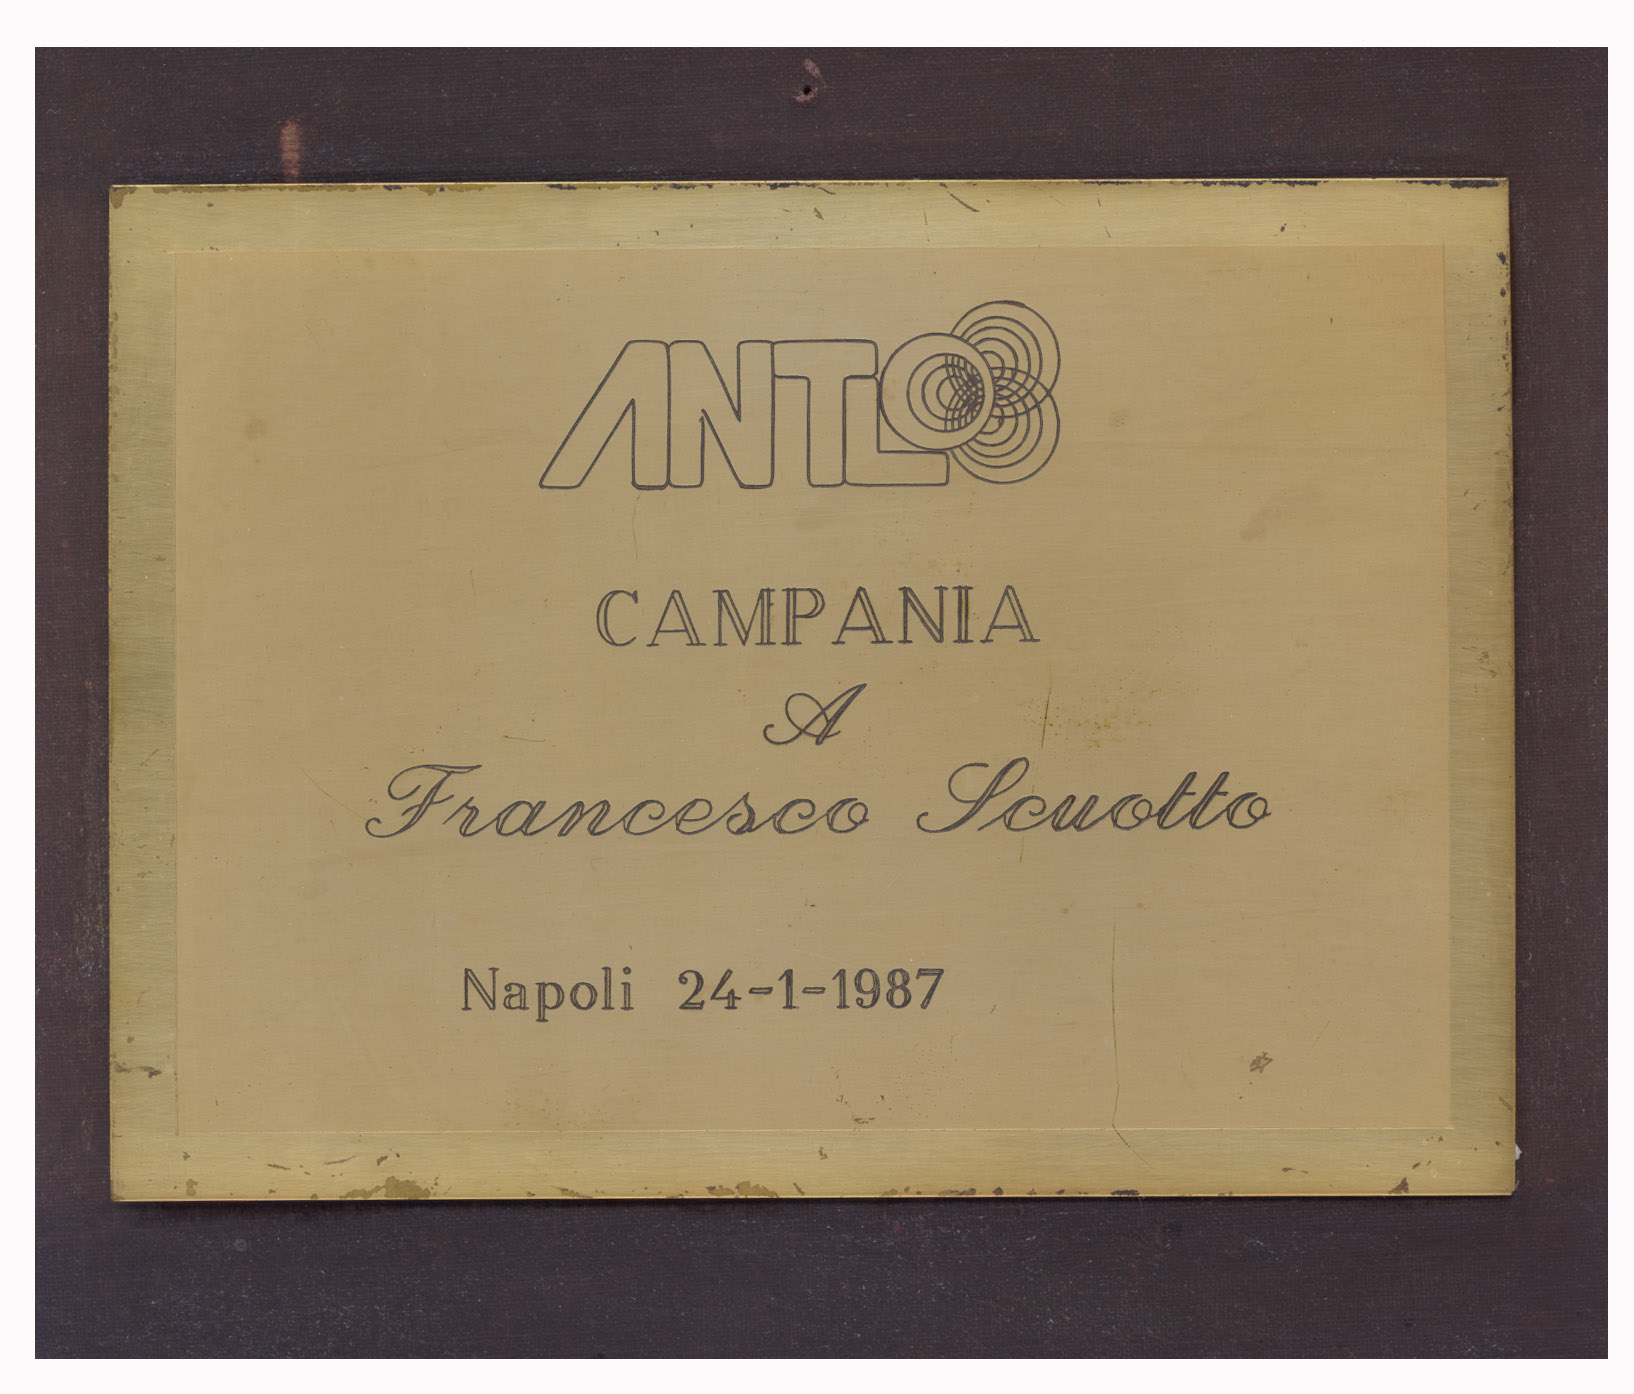 ANTLO
CAMPANIA
A
Francesco Scuotto
Napoli 24-1-1987